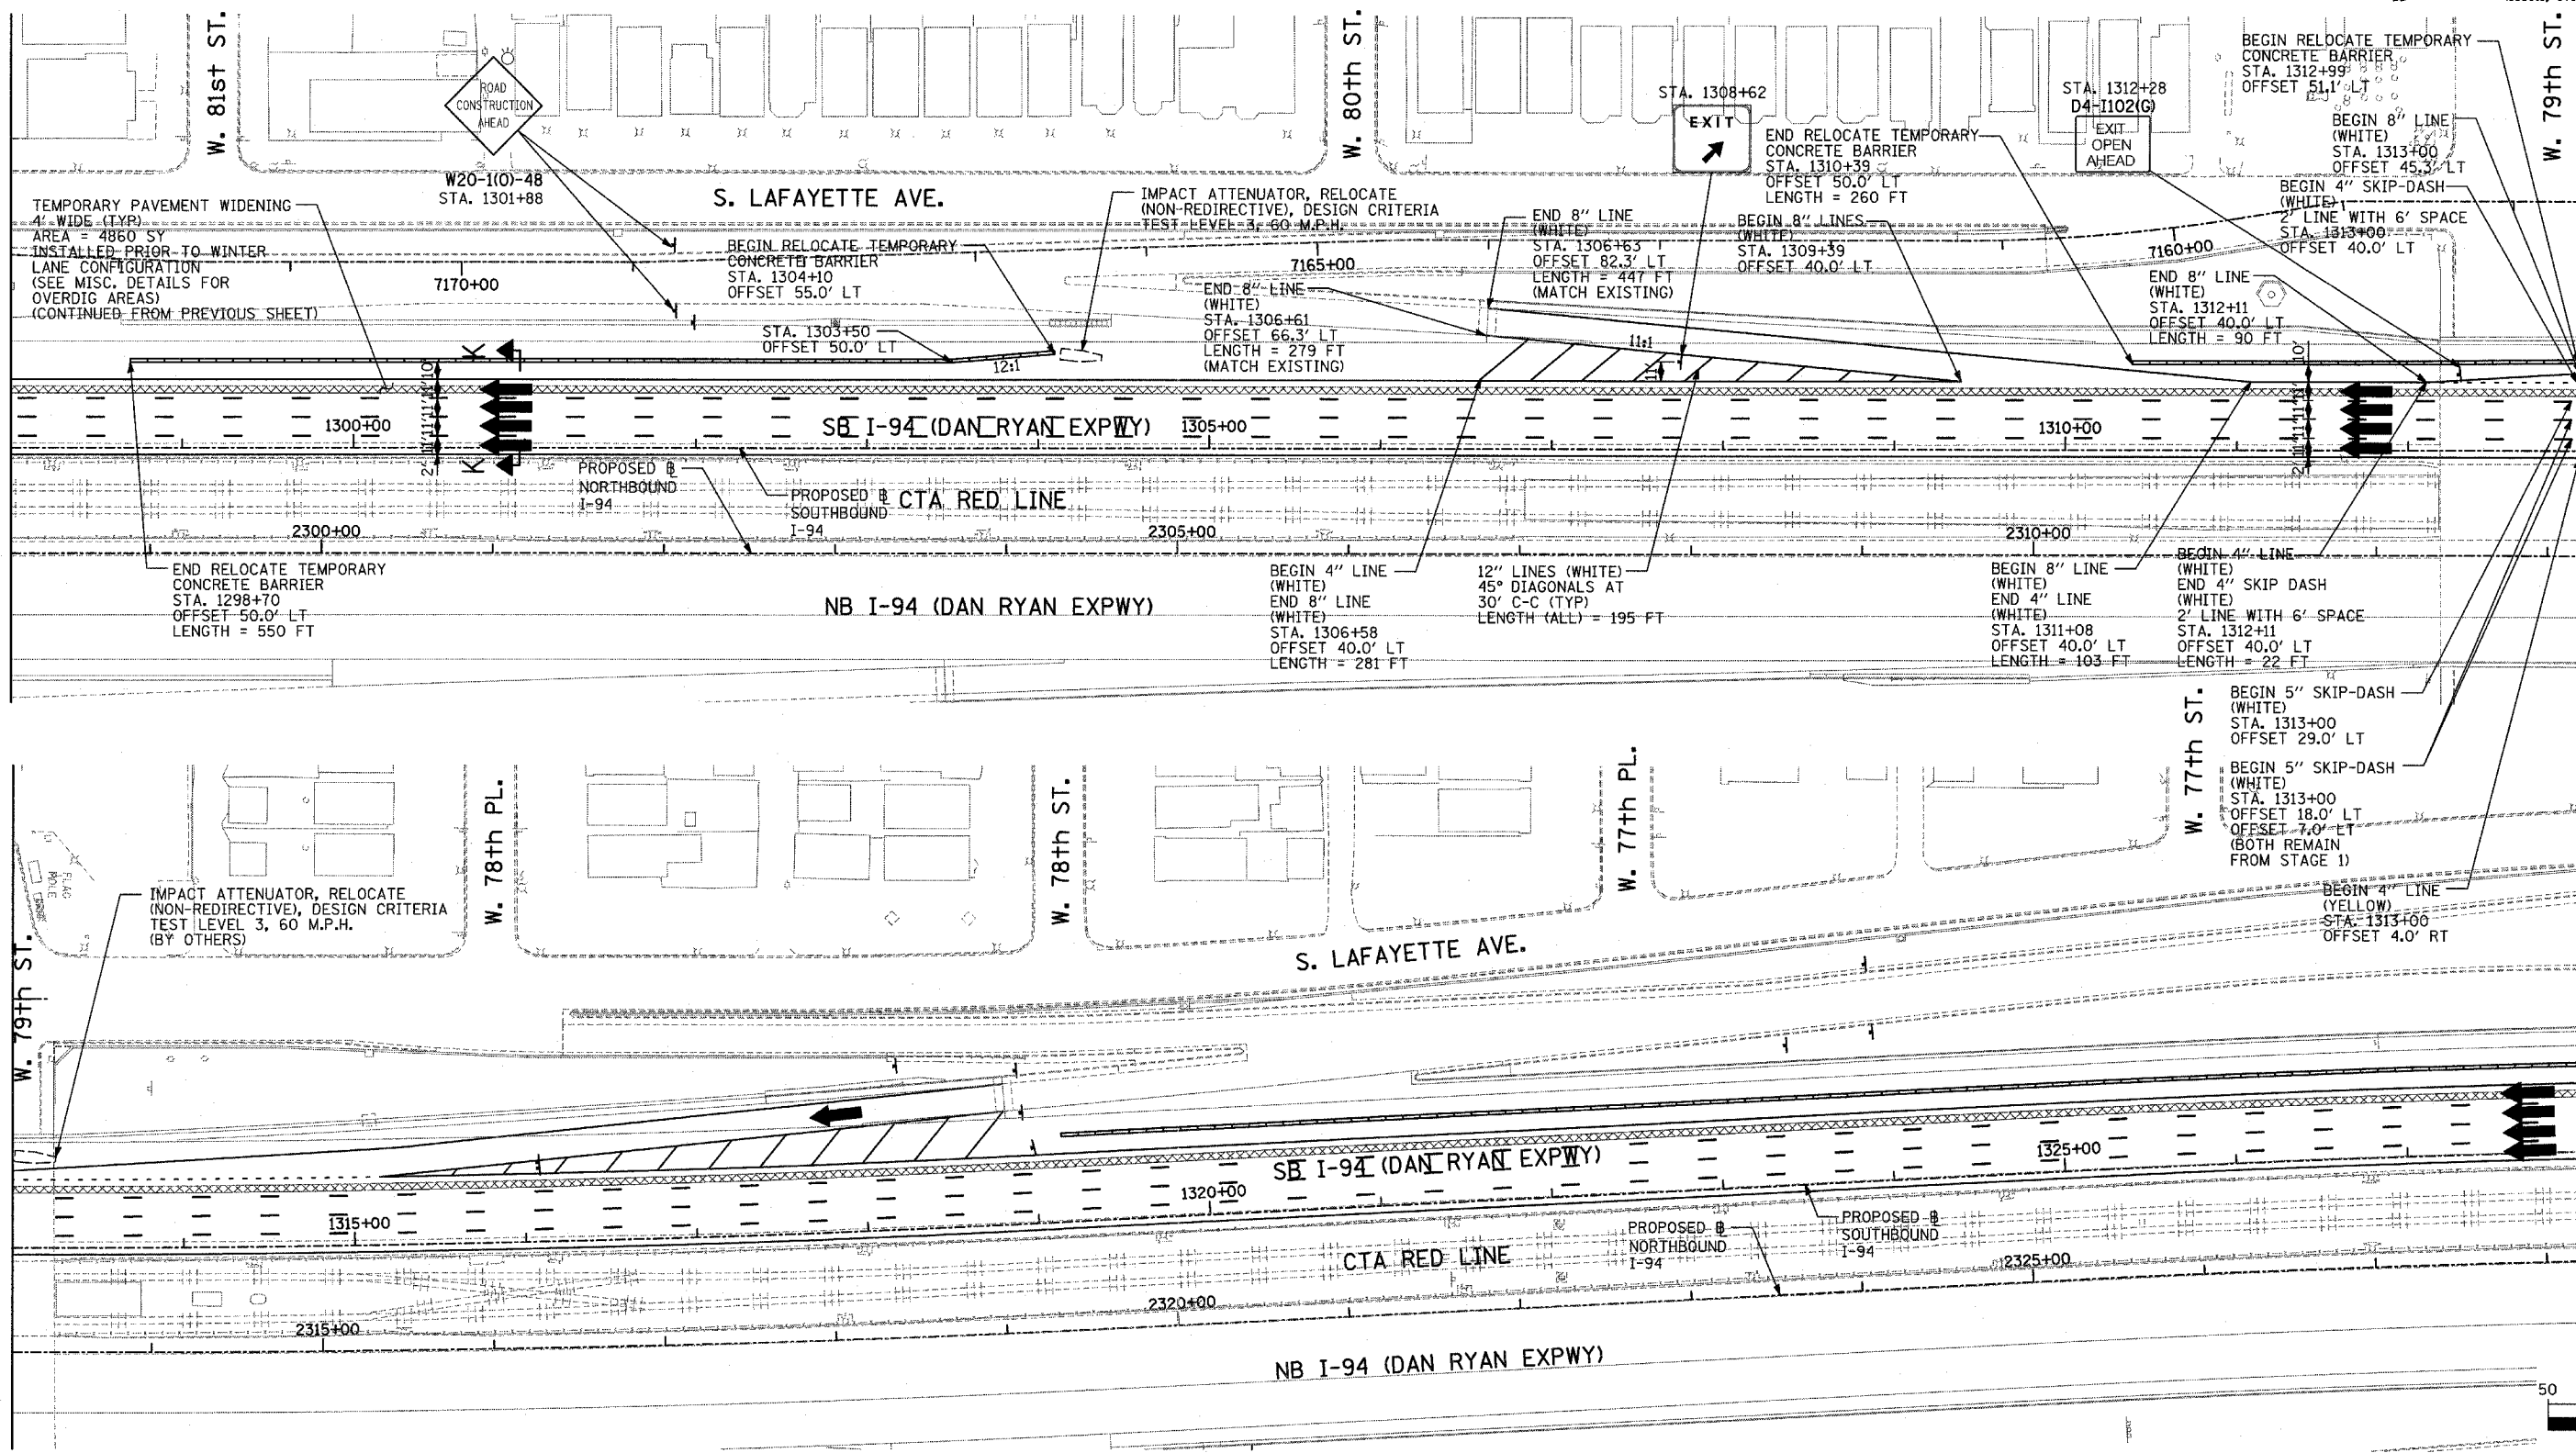 W. 81st ST.
W. 80th ST.
W. 79th ST.
ROAD
CONSTRUCTION
AHEAD
W20-1(O)-48
STA. 1301+88
S. LAFAYETTE AVE.
TEMPORARY PAVEMENT WIDENING
4' WIDE (TYP)
AREA = 4860 SY
INSTALLED PRIOR TO WINTER
LANE CONFIGURATION
(SEE MISC. DETAILS FOR
OVERDIG AREAS)
(CONTINUED FROM PREVIOUS SHEET)
7170+00
BEGIN RELOCATE TEMPORARY
CONCRETE BARRIER
STA. 1304+10
OFFSET 55.0' LT
STA. 1303+50
OFFSET 50.0' LT
12:1
IMPACT ATTENUATOR, RELOCATE
(NON-REDIRECTIVE), DESIGN CRITERIA
TEST LEVEL 3, 60 M.P.H.
7165+00
END 8" LINE
(WHITE)
STA. 1306+61
OFFSET 66.3' LT
LENGTH = 279 FT
(MATCH EXISTING)
END 8" LINE
(WHITE)
STA. 1306+63
OFFSET 82.3' LT
LENGTH = 447 FT
(MATCH EXISTING)
STA. 1308+62
EXIT
BEGIN 8" LINES
(WHITE)
STA. 1309+39
OFFSET 40.0' LT
11:1
11'
END RELOCATE TEMPORARY
CONCRETE BARRIER
STA. 1310+39
OFFSET 50.0' LT
LENGTH = 260 FT
STA. 1312+28
D4-I102(G)
EXIT
OPEN
AHEAD
BEGIN RELOCATE TEMPORARY
CONCRETE BARRIER
STA. 1312+99
OFFSET 51.1' LT
BEGIN 8" LINE
(WHITE)
STA. 1313+00
OFFSET 45.3' LT
BEGIN 4" SKIP-DASH
(WHITE)
2' LINE WITH 6' SPACE
STA. 1313+00
OFFSET 40.0' LT
7160+00
END 8" LINE
(WHITE)
STA. 1312+11
OFFSET 40.0' LT
LENGTH = 90 FT
K
K
2' 11' 11' 11' 11' 10'
2' 11' 11' 11' 11' 10'
1300+00
SB I-94 (DAN RYAN EXPWY)
1305+00
1310+00
PROPOSED B
NORTHBOUND
I-94
PROPOSED B
SOUTHBOUND
I-94
CTA RED LINE
2300+00
2305+00
2310+00
END RELOCATE TEMPORARY
CONCRETE BARRIER
STA. 1298+70
OFFSET 50.0' LT
LENGTH = 550 FT
NB I-94 (DAN RYAN EXPWY)
BEGIN 4" LINE
(WHITE)
END 8" LINE
(WHITE)
STA. 1306+58
OFFSET 40.0' LT
LENGTH = 281 FT
12" LINES (WHITE)
45° DIAGONALS AT
30' C-C (TYP)
LENGTH (ALL) = 195 FT
BEGIN 8" LINE
(WHITE)
END 4" LINE
(WHITE)
STA. 1311+08
OFFSET 40.0' LT
LENGTH = 103 FT
BEGIN 4" LINE
(WHITE)
END 4" SKIP DASH
(WHITE)
2' LINE WITH 6' SPACE
STA. 1312+11
OFFSET 40.0' LT
LENGTH = 22 FT
BEGIN 5" SKIP-DASH
(WHITE)
STA. 1313+00
OFFSET 29.0' LT
BEGIN 5" SKIP-DASH
(WHITE)
STA. 1313+00
OFFSET 18.0' LT
OFFSET 7.0' LT
(BOTH REMAIN
FROM STAGE 1)
BEGIN 4" LINE
(YELLOW)
STA. 1313+00
OFFSET 4.0' RT
W. 79th ST.
W. 78th PL.
W. 78th ST.
W. 77th PL.
W. 77th ST.
FLAG
POLE
IMPACT ATTENUATOR, RELOCATE
(NON-REDIRECTIVE), DESIGN CRITERIA
TEST LEVEL 3, 60 M.P.H.
(BY OTHERS)
S. LAFAYETTE AVE.
1315+00
1320+00
SB I-94 (DAN RYAN EXPWY)
1325+00
CTA RED LINE
PROPOSED B
NORTHBOUND
I-94
PROPOSED B
SOUTHBOUND
I-94
2315+00
2320+00
2325+00
NB I-94 (DAN RYAN EXPWY)
50